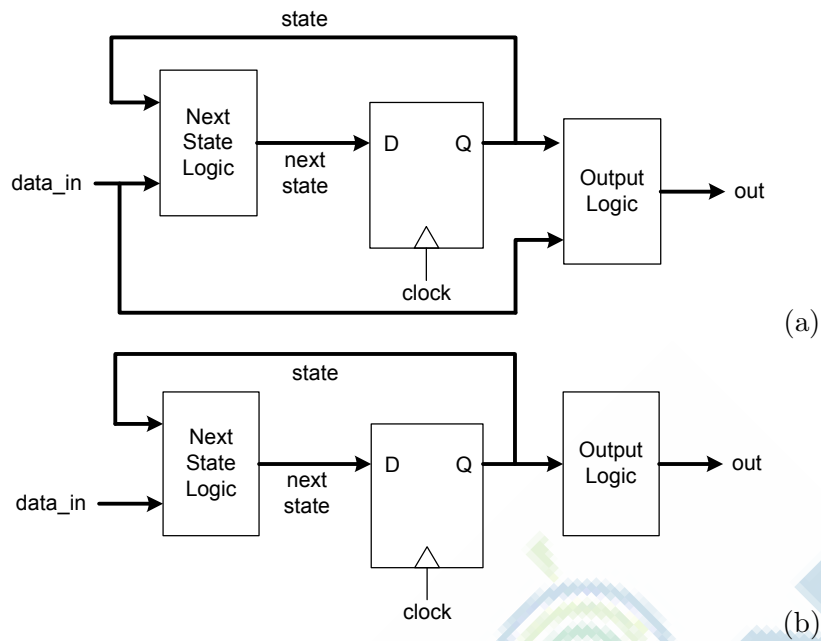 state
Next
State
Logic
next
state
D Q
Output
Logic
data_in
out
clock
(a)
state
Next
State
Logic
next
state
D Q
Output
Logic
data_in
out
clock
(b)